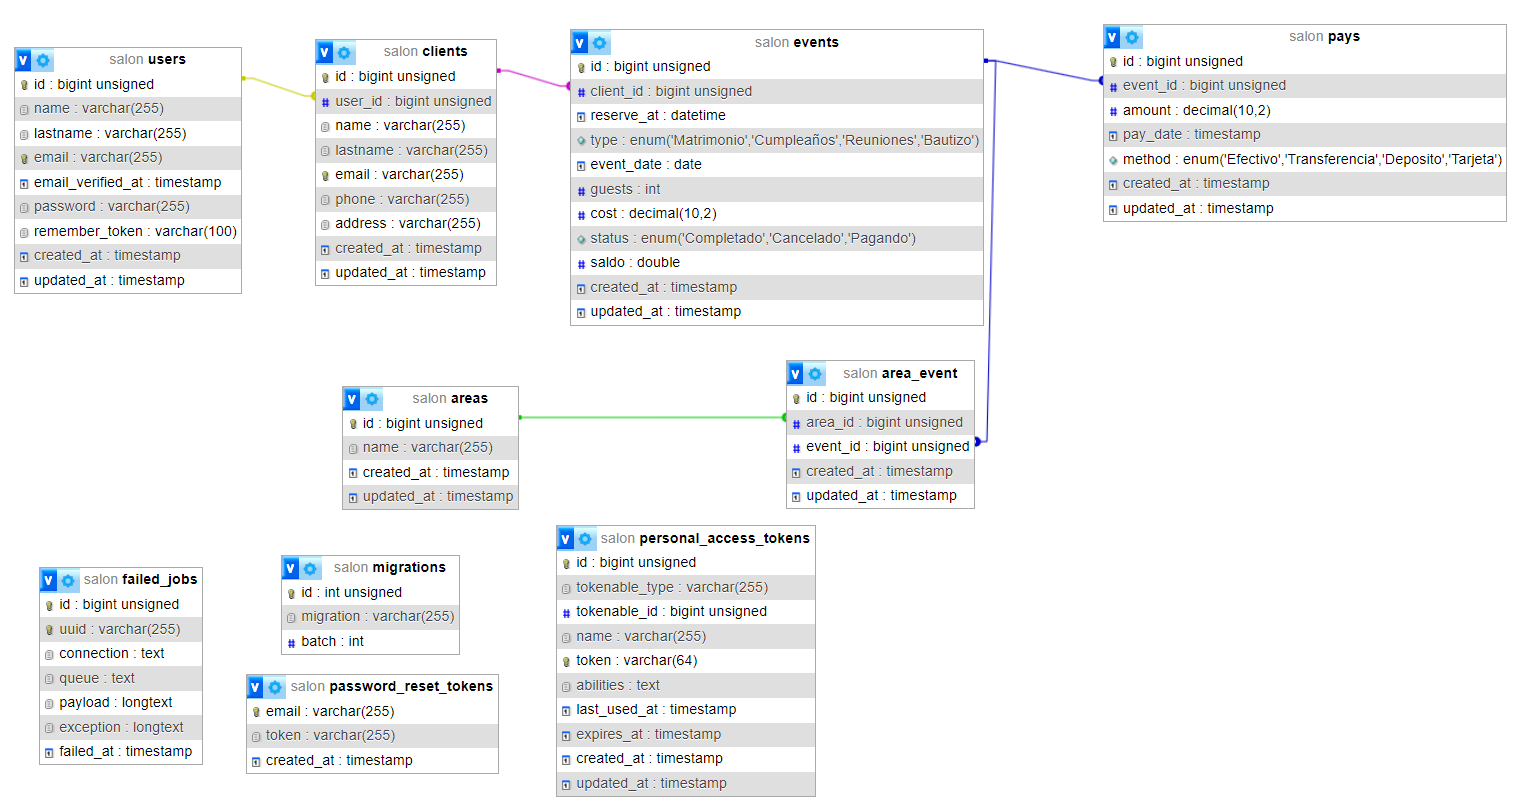 salon users
id : bigint unsigned
name : varchar(255)
lastname : varchar(255)
email : varchar(255)
email_verified_at : timestamp
password : varchar(255)
remember_token : varchar(100)
created_at : timestamp
updated_at : timestamp
salon clients
id : bigint unsigned
user_id : bigint unsigned
name : varchar(255)
lastname : varchar(255)
email : varchar(255)
phone : varchar(255)
address : varchar(255)
created_at : timestamp
updated_at : timestamp
salon events
id : bigint unsigned
client_id : bigint unsigned
reserve_at : datetime
type : enum('Matrimonio','Cumpleaños','Reuniones','Bautizo')
event_date : date
guests : int
cost : decimal(10,2)
status : enum('Completado','Cancelado','Pagando')
saldo : double
created_at : timestamp
updated_at : timestamp
salon pays
id : bigint unsigned
event_id : bigint unsigned
amount : decimal(10,2)
pay_date : timestamp
method : enum('Efectivo','Transferencia','Deposito','Tarjeta')
created_at : timestamp
updated_at : timestamp
salon areas
id : bigint unsigned
name : varchar(255)
created_at : timestamp
updated_at : timestamp
salon area_event
id : bigint unsigned
area_id : bigint unsigned
event_id : bigint unsigned
created_at : timestamp
updated_at : timestamp
salon failed_jobs
id : bigint unsigned
uuid : varchar(255)
connection : text
queue : text
payload : longtext
exception : longtext
failed_at : timestamp
salon migrations
id : int unsigned
migration : varchar(255)
batch : int
salon password_reset_tokens
email : varchar(255)
token : varchar(255)
created_at : timestamp
salon personal_access_tokens
id : bigint unsigned
tokenable_type : varchar(255)
tokenable_id : bigint unsigned
name : varchar(255)
token : varchar(64)
abilities : text
last_used_at : timestamp
expires_at : timestamp
created_at : timestamp
updated_at : timestamp